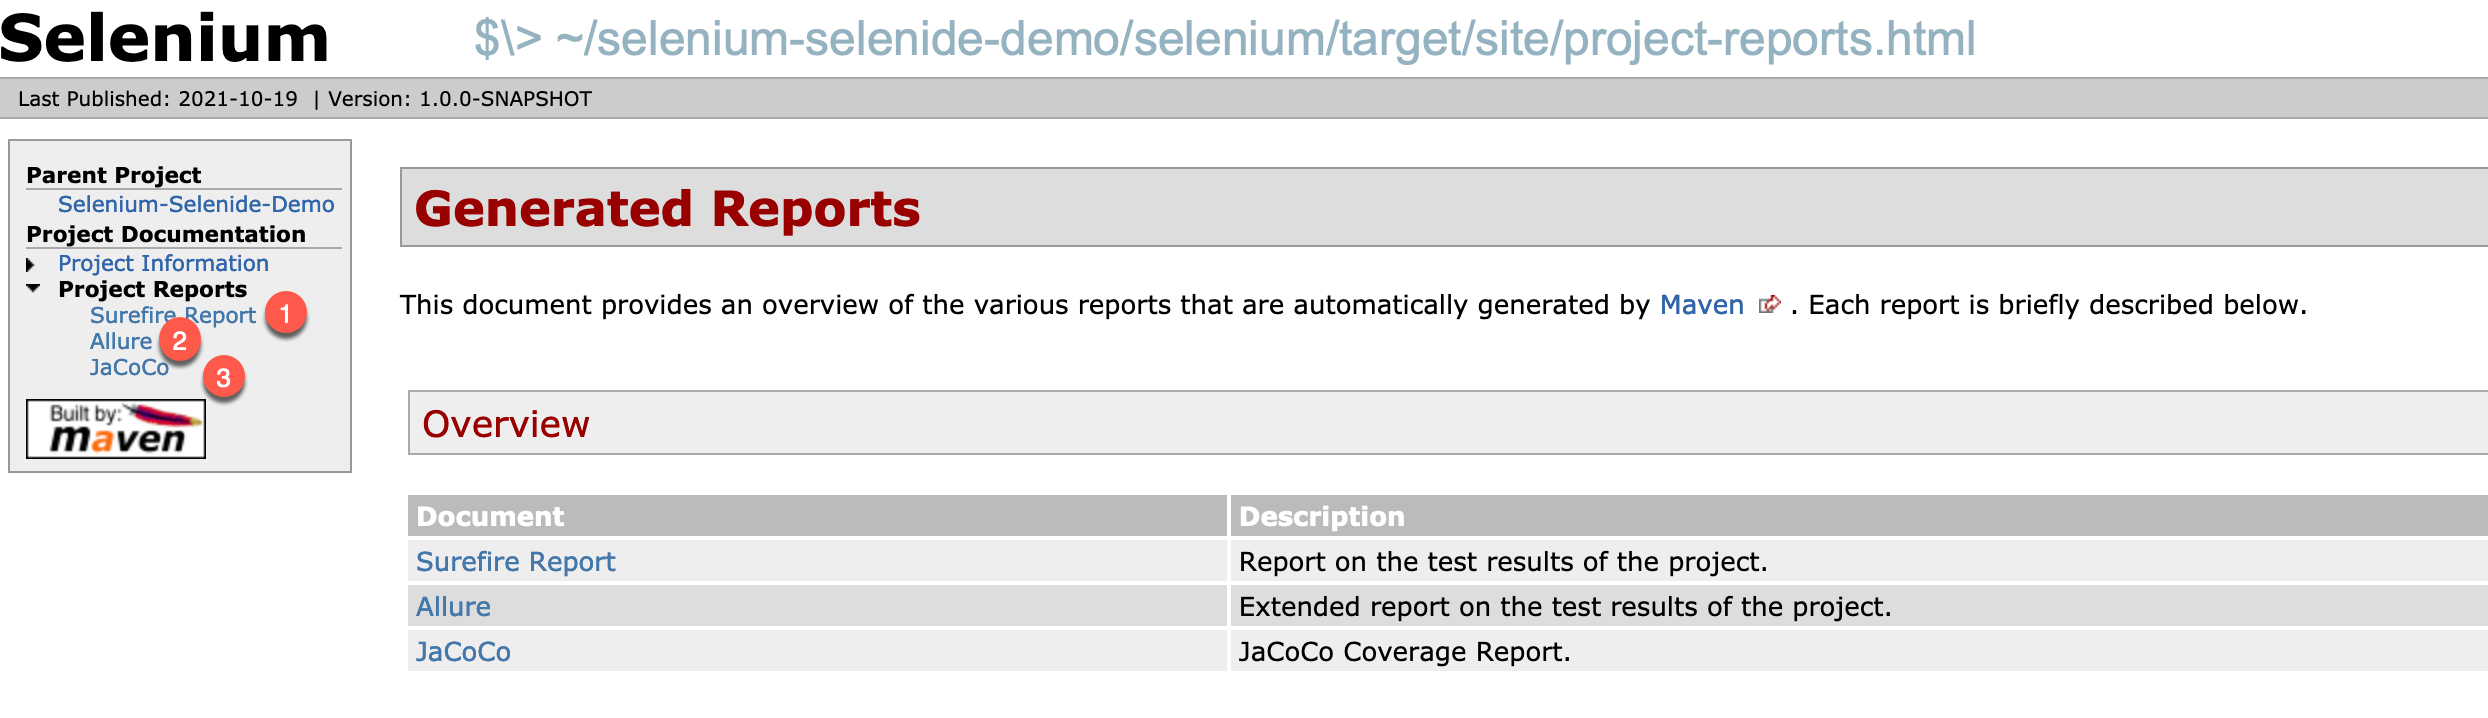 Selenium
$\> ~/selenium-selenide-demo/selenium/target/site/project-reports.html
Last Published: 2021-10-19 | Version: 1.0.0-SNAPSHOT
Parent Project
Selenium-Selenide-Demo
Project Documentation
Project Information
Project Reports
Surefire Report 1
Allure 2
JaCoCo 3
Built by:
maven
Generated Reports
This document provides an overview of the various reports that are automatically generated by Maven . Each report is briefly described below.
Overview
Document Description
Surefire Report Report on the test results of the project.
Allure Extended report on the test results of the project.
JaCoCo JaCoCo Coverage Report.